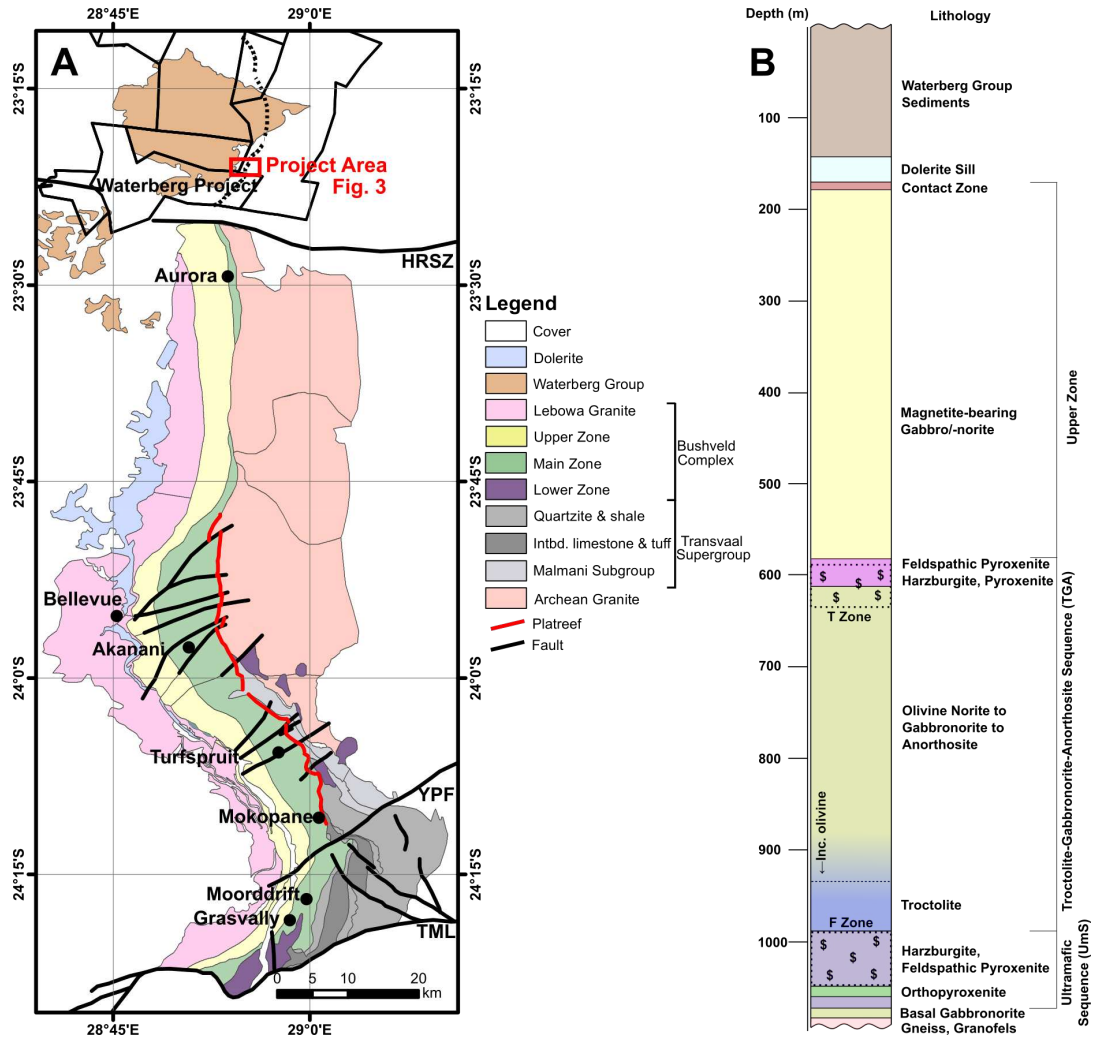 28°45'E
29°0'E
A
23°15'S
23°15'S
Project Area
Fig. 3
Waterberg Project
HRSZ
Aurora
23°30'S
23°30'S
23°45'S
23°45'S
Bellevue
Akanani
24°0'S
24°0'S
Turfspruit
YPF
Mokopane
24°15'S
24°15'S
Moorddrift
Grasvally
TML
0 5 10 20
km
28°45'E
29°0'E
Legend
Cover
Dolerite
Waterberg Group
Lebowa Granite
Upper Zone
Main Zone
Lower Zone
Bushveld
Complex
Quartzite & shale
Intbd. limestone & tuff
Malmani Subgroup
Transvaal
Supergroup
Archean Granite
Platreef
Fault
B
Depth (m)
Lithology
100
200
300
400
500
600
700
800
900
1000
Waterberg Group
Sediments
Dolerite Sill
Contact Zone
Magnetite-bearing
Gabbro/-norite
Feldspathic Pyroxenite
Harzburgite, Pyroxenite
$ $ $
$ $
T Zone
Olivine Norite to
Gabbronorite to
Anorthosite
←Inc. olivine
Troctolite
F Zone
$ $
$
$ $
Harzburgite,
Feldspathic Pyroxenite
Orthopyroxenite
Basal Gabbronorite
Gneiss, Granofels
Upper Zone
Troctolite-Gabbronorite-Anorthosite Sequence (TGA)
Ultramafic
Sequence (UmS)